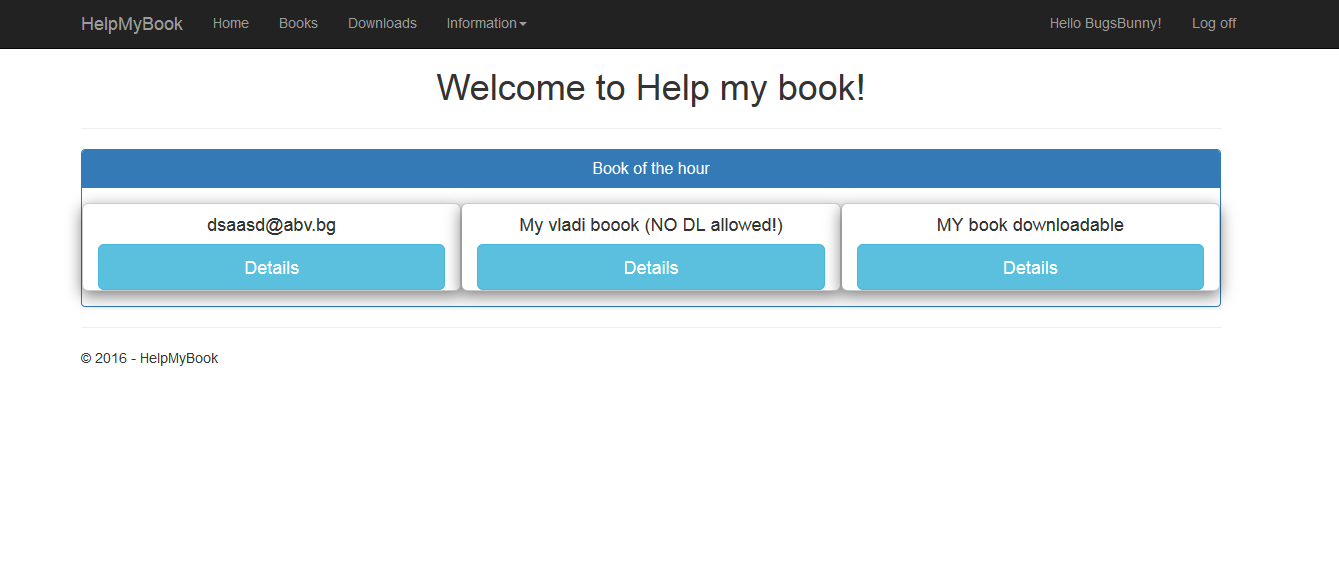 HelpMyBook Home Books Downloads Information Hello BugsBunny! Log off
Welcome to Help my book!
Book of the hour
dsaasd@abv.bg My vladi boook (NO DL allowed!) MY book downloadable
Details Details Details
© 2016 - HelpMyBook